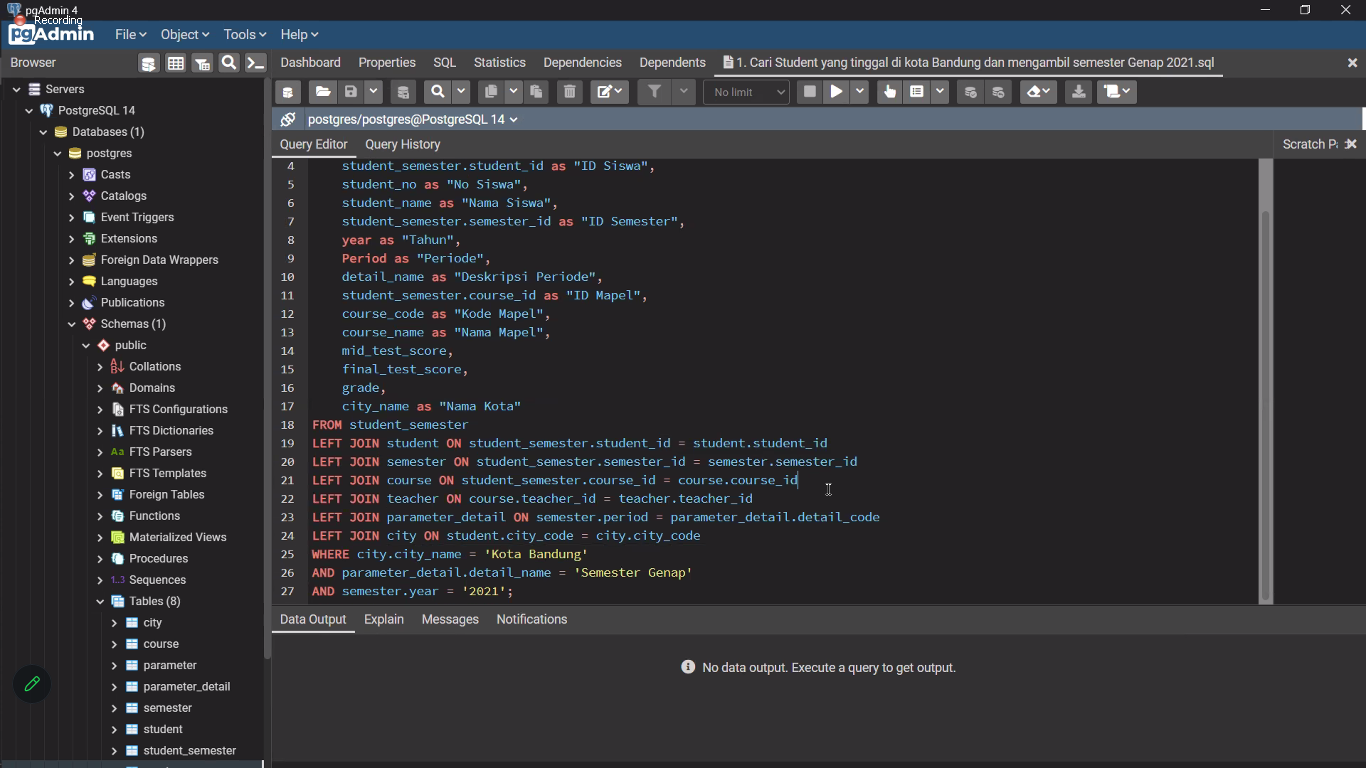 pgAdmin 4
Recording
pgAdmin
File Object Tools Help
Browser
Dashboard Properties SQL Statistics Dependencies Dependents 1. Cari Student yang tinggal di kota Bandung dan mengambil semester Genap 2021.sql
No limit
postgres/postgres@PostgreSQL 14
Query Editor Query History
Scratch Pa
Servers
PostgreSQL 14
Databases (1)
postgres
Casts
Catalogs
Event Triggers
Extensions
Foreign Data Wrappers
Languages
Publications
Schemas (1)
public
Collations
Domains
FTS Configurations
FTS Dictionaries
Aa FTS Parsers
FTS Templates
Foreign Tables
Functions
Materialized Views
Procedures
1..3 Sequences
Tables (8)
city
course
parameter
parameter_detail
semester
student
student_semester
4 student_semester.student_id as "ID Siswa",
5 student_no as "No Siswa",
6 student_name as "Nama Siswa",
7 student_semester.semester_id as "ID Semester",
8 year as "Tahun",
9 Period as "Periode",
10 detail_name as "Deskripsi Periode",
11 student_semester.course_id as "ID Mapel",
12 course_code as "Kode Mapel",
13 course_name as "Nama Mapel",
14 mid_test_score,
15 final_test_score,
16 grade,
17 city_name as "Nama Kota"
18 FROM student_semester
19 LEFT JOIN student ON student_semester.student_id = student.student_id
20 LEFT JOIN semester ON student_semester.semester_id = semester.semester_id
21 LEFT JOIN course ON student_semester.course_id = course.course_id
22 LEFT JOIN teacher ON course.teacher_id = teacher.teacher_id
23 LEFT JOIN parameter_detail ON semester.period = parameter_detail.detail_code
24 LEFT JOIN city ON student.city_code = city.city_code
25 WHERE city.city_name = 'Kota Bandung'
26 AND parameter_detail.detail_name = 'Semester Genap'
27 AND semester.year = '2021';
Data Output Explain Messages Notifications
No data output. Execute a query to get output.